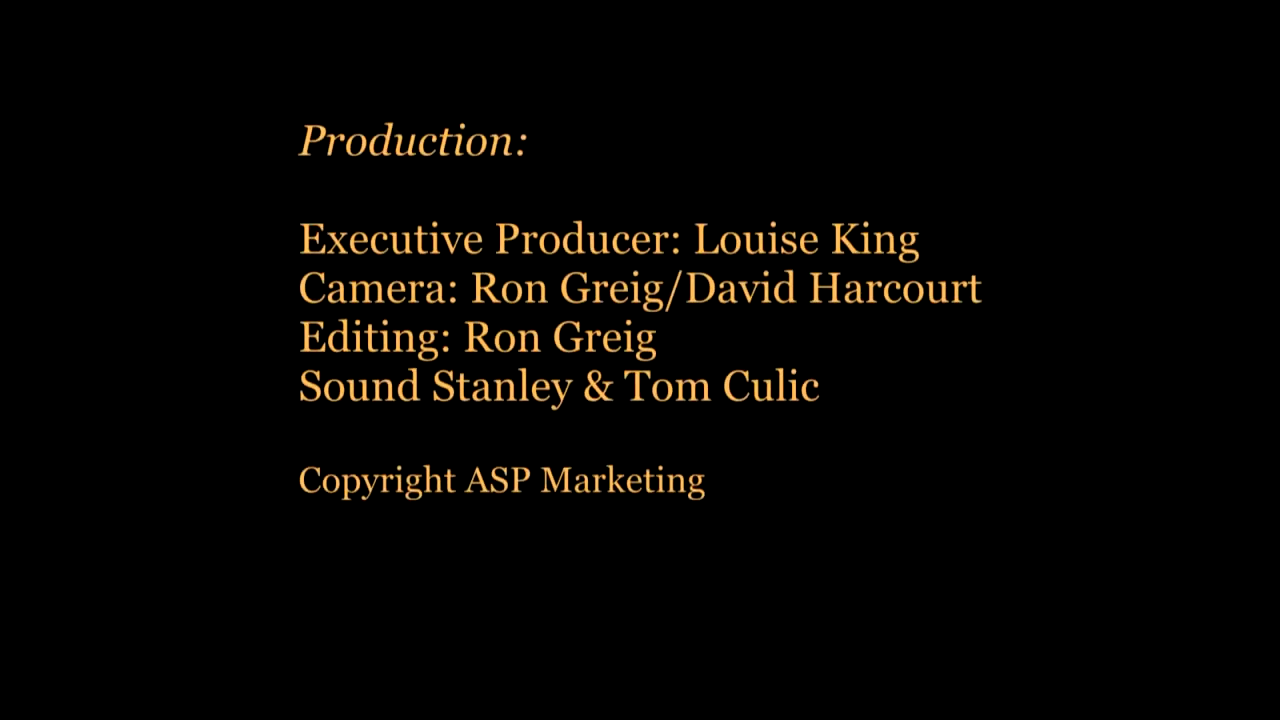 Production:
Executive Producer: Louise King
Camera: Ron Greig/David Harcourt
Editing: Ron Greig
Sound Stanley & Tom Culic
Copyright ASP Marketing